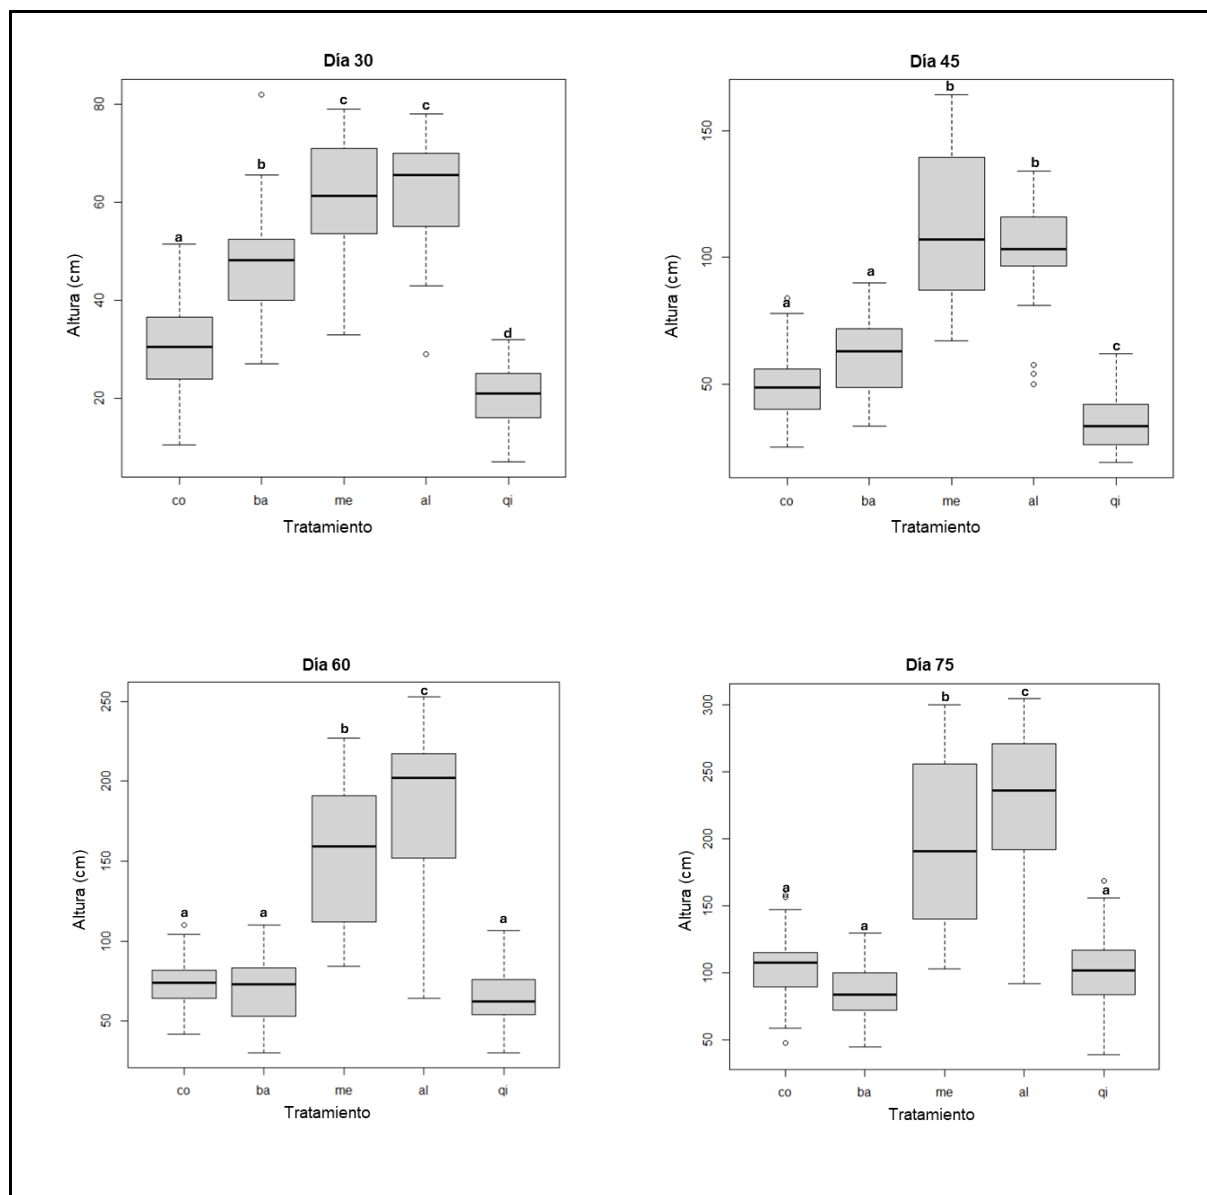 Día 30
Altura (cm)
80
60
40
20
a
b
c
c
d
co ba me al qi
Tratamiento
Día 45
Altura (cm)
150
100
50
a
a
b
b
c
co ba me al qi
Tratamiento
Día 60
Altura (cm)
250
200
150
100
50
a
a
b
c
a
co ba me al qi
Tratamiento
Día 75
Altura (cm)
300
250
200
150
100
50
a
a
b
c
a
co ba me al qi
Tratamiento